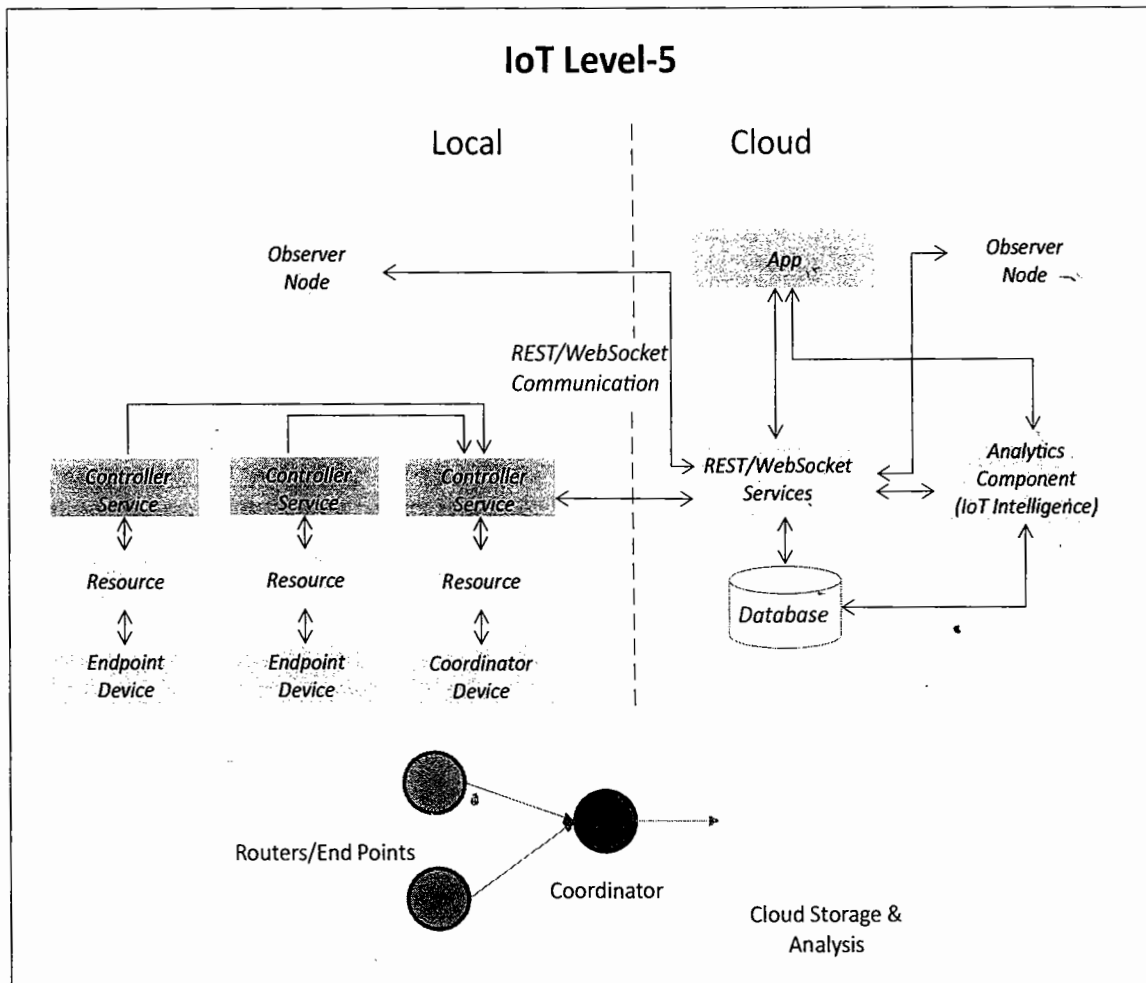 IoT Level-5
Local
Cloud
Observer
Node
App
Observer
Node
REST/WebSocket
Communication
Controller
Service
Controller
Service
Controller
Service
REST/WebSocket
Services
Analytics
Component
(IoT Intelligence)
Resource
Resource
Resource
Database
Endpoint
Device
Endpoint
Device
Coordinator
Device
Routers/End Points
Coordinator
Cloud Storage &
Analysis